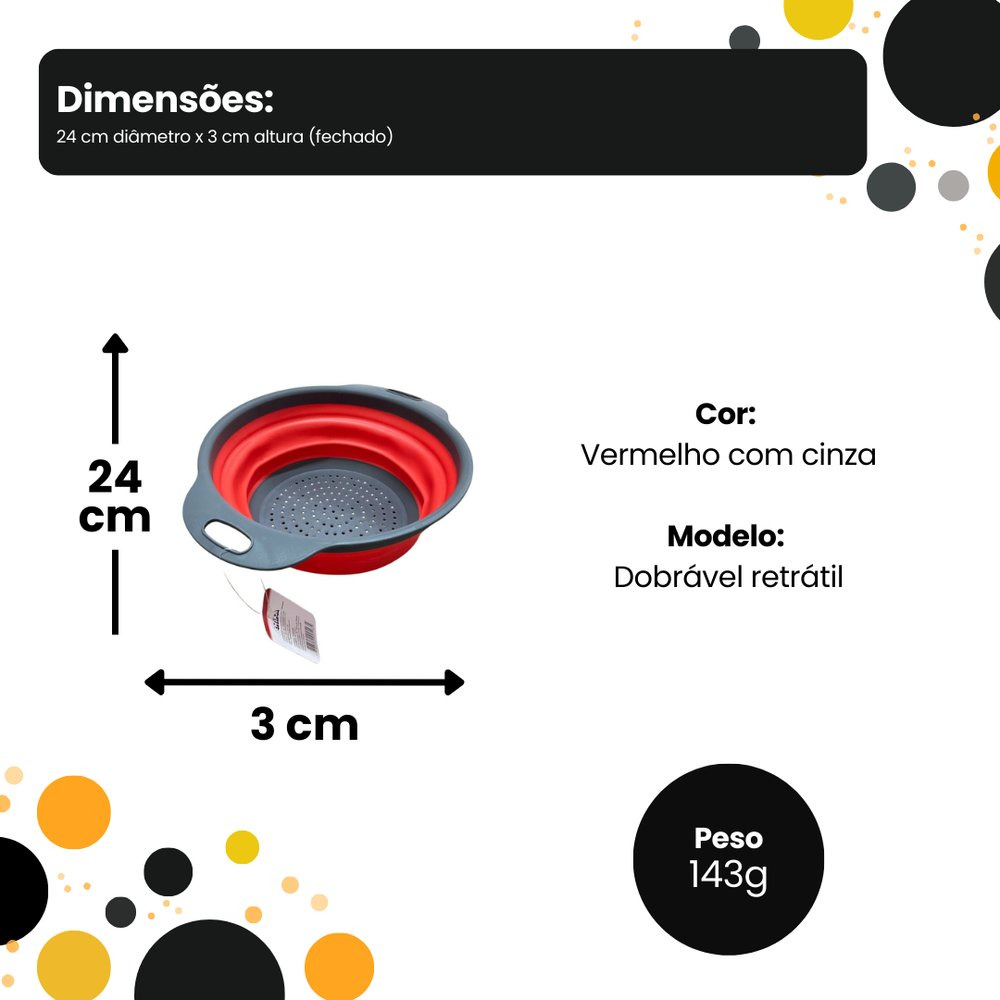 Dimensões:
24 cm diâmetro x 3 cm altura (fechado)
24
cm
3 cm
Cor:
Vermelho com cinza
Modelo:
Dobrável retrátil
Peso
143g